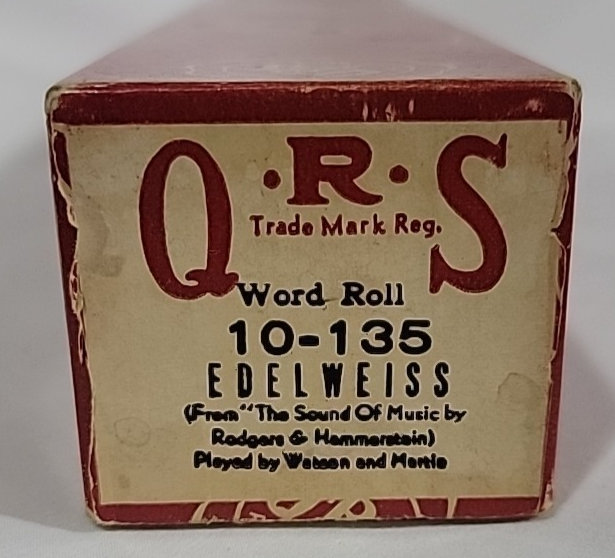 Q·R·S
Trade Mark Reg.
Word Roll
10-135
EDELWEISS
(From "The Sound Of Music by
Rodgers & Hammerstein)
Played by Watson and Martin